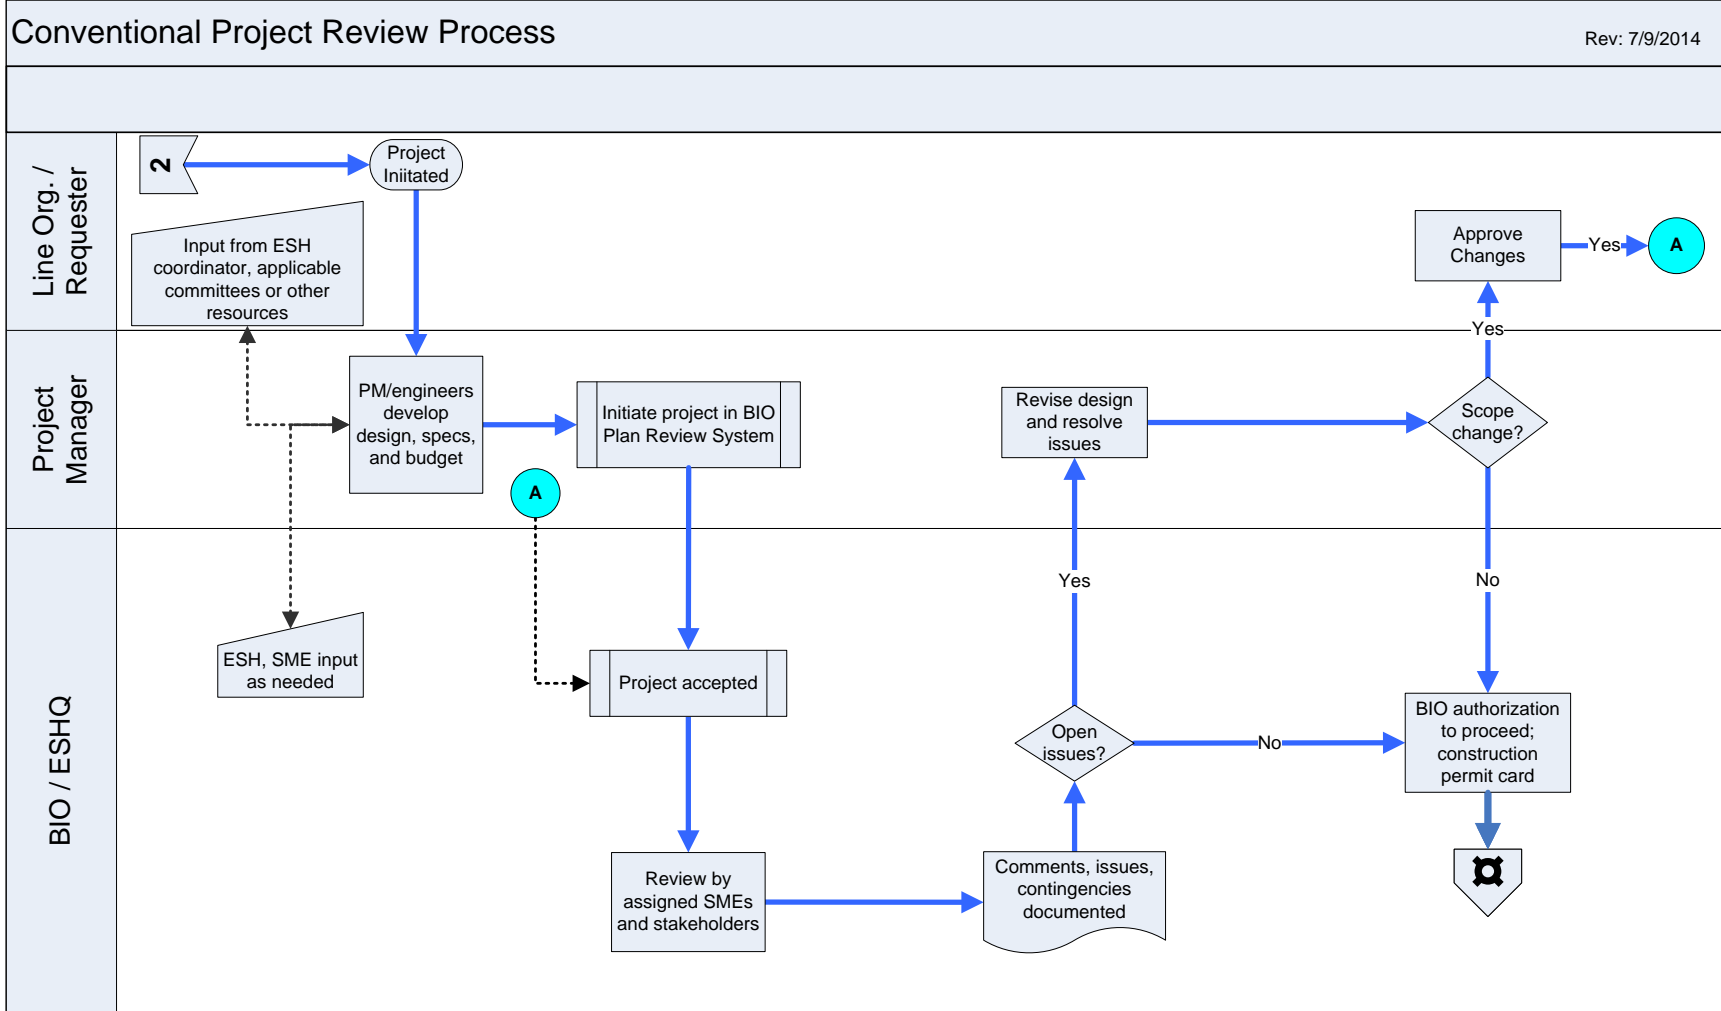 Conventional Project Review Process
Rev: 7/9/2014
Line Org. /
Requester
2
Project
Iniitated
Input from ESH
coordinator, applicable
committees or other
resources
Approve
Changes
Yes
A
Yes
Project
Manager
PM/engineers
develop
design, specs,
and budget
Initiate project in BIO
Plan Review System
A
Revise design
and resolve
issues
Scope
change?
BIO / ESHQ
Yes
No
ESH, SME input
as needed
Project accepted
Open
issues?
No
BIO authorization
to proceed;
construction
permit card
Review by
assigned SMEs
and stakeholders
Comments, issues,
contingencies
documented
¤